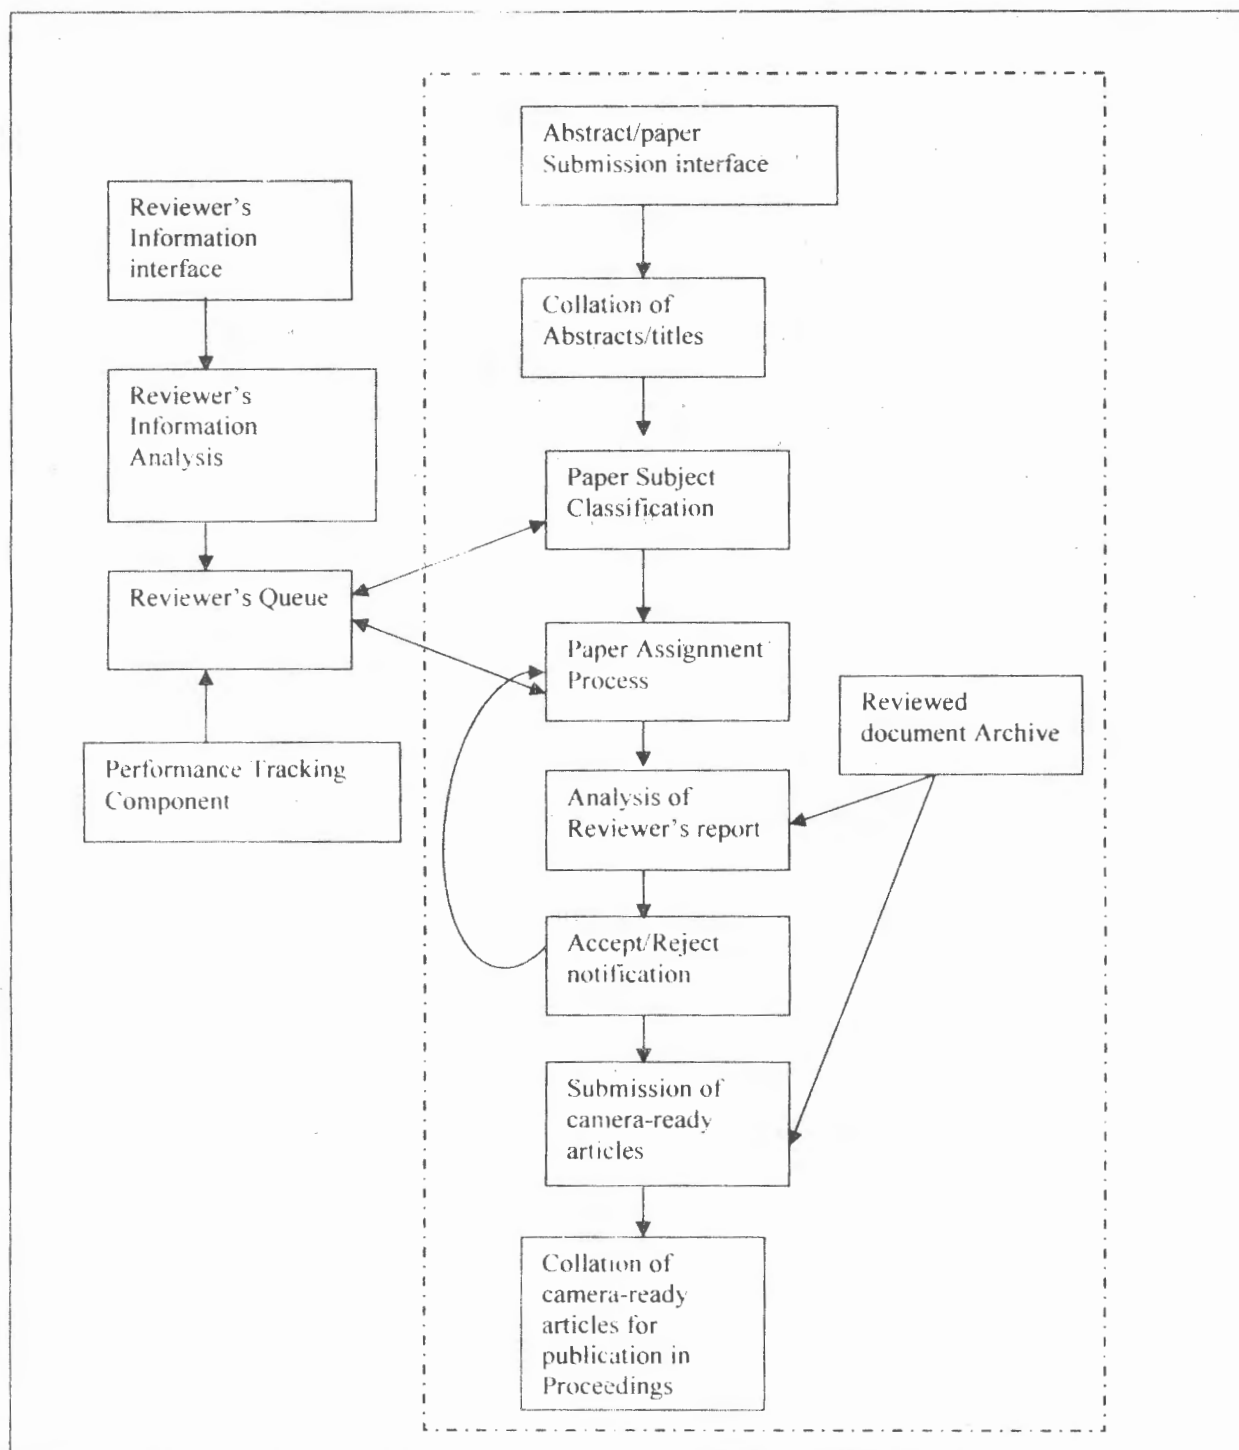 Abstract/paper
Submission interface
Reviewer's
Information
interface
Collation of
Abstracts/titles
Reviewer's
Information
Analysis
Paper Subject
Classification
Reviewer's Queue
Paper Assignment
Process
Reviewed
document Archive
Performance Tracking
Component
Analysis of
Reviewer's report
Accept/Reject
notification
Submission of
camera-ready
articles
Collation of
camera-ready
articles for
publication in
Proceedings